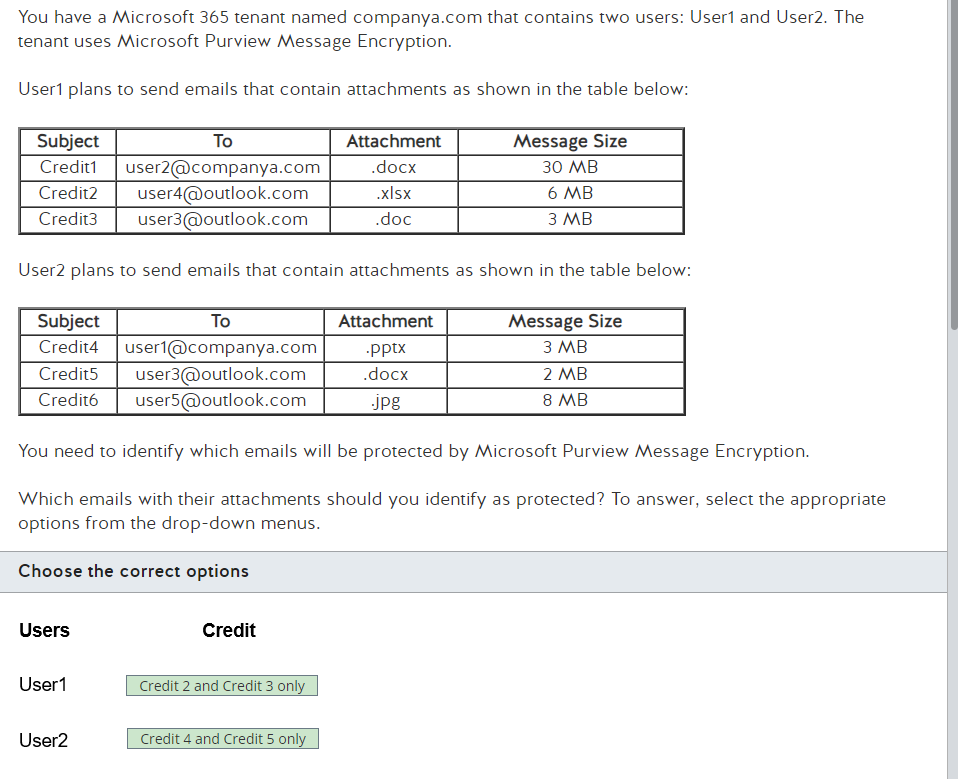 You have a Microsoft 365 tenant named companya.com that contains two users: User1 and User2. The
tenant uses Microsoft Purview Message Encryption.
User1 plans to send emails that contain attachments as shown in the table below:
Subject To Attachment Message Size
Credit1 user2@companya.com .docx 30 MB
Credit2 user4@outlook.com .xlsx 6 MB
Credit3 user3@outlook.com .doc 3 MB
User2 plans to send emails that contain attachments as shown in the table below:
Subject To Attachment Message Size
Credit4 user1@companya.com .pptx 3 MB
Credit5 user3@outlook.com .docx 2 MB
Credit6 user5@outlook.com .jpg 8 MB
You need to identify which emails will be protected by Microsoft Purview Message Encryption.
Which emails with their attachments should you identify as protected? To answer, select the appropriate
options from the drop-down menus.
Choose the correct options
Users Credit
User1 Credit 2 and Credit 3 only
User2 Credit 4 and Credit 5 only